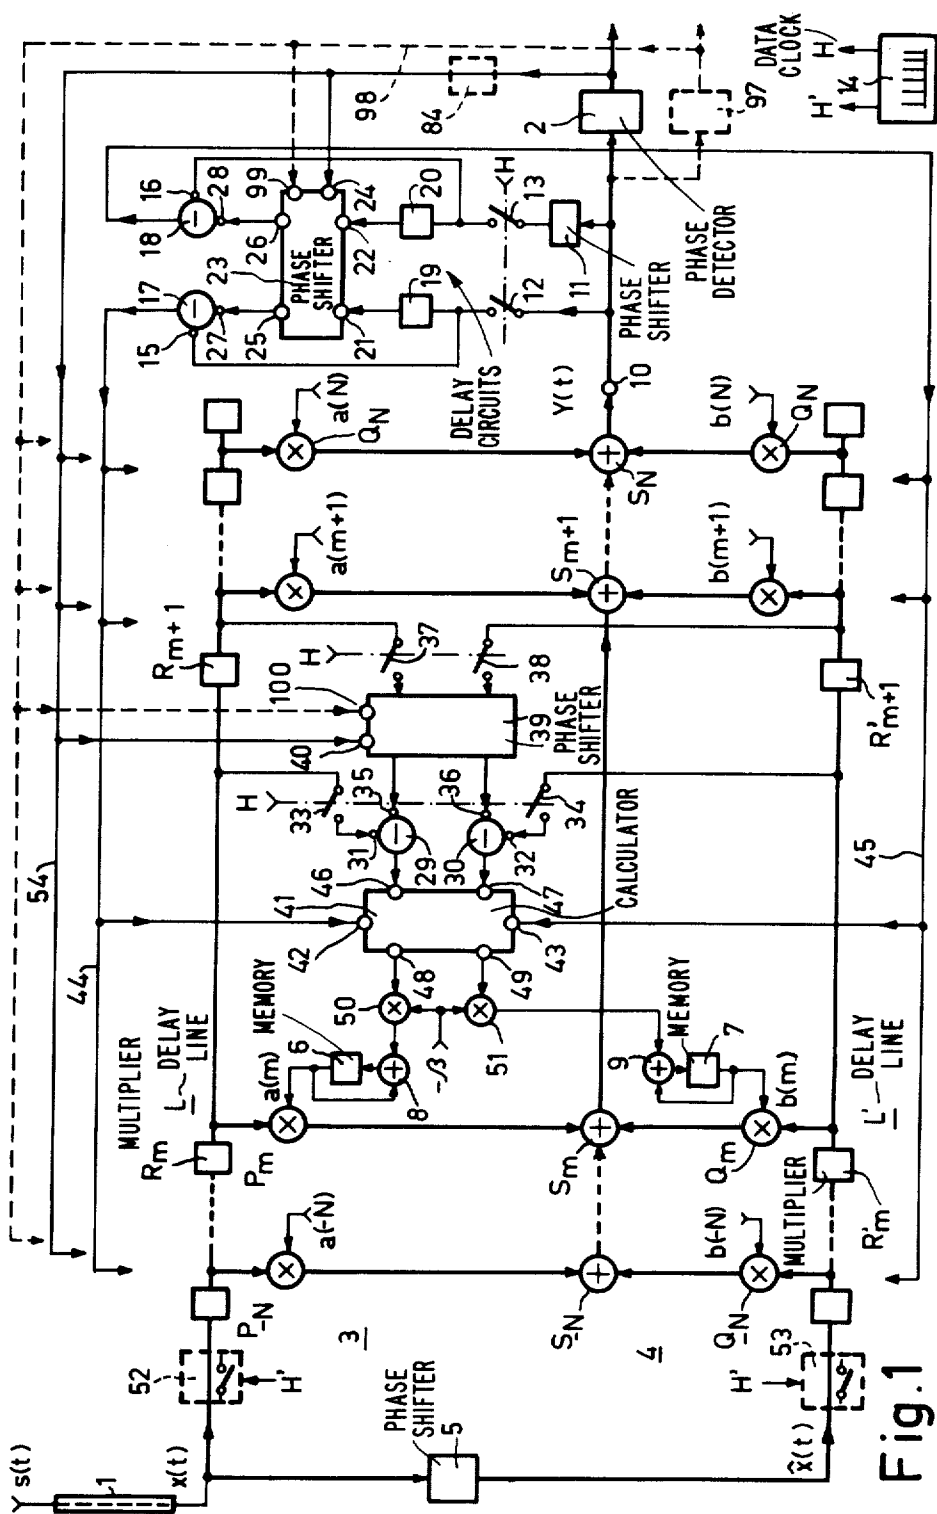 s(t)
1
x(t)
PHASE
SHIFTER
5
x̂(t)
52
H'
53
H'
3
4
P-N
a(-N)
S-N
b(-N)
Q-N
MULTIPLIER
L DELAY
LINE
Rm
Pm
a(m)
MEMORY
6
8
-β
50
51
Sm
9
MEMORY
7
b(m)
Qm
MULTIPLIER
R'm
L' DELAY
LINE
44
54
45
42
41
46
48
49
43
47
CALCULATOR
H
33
31
35
29
30
36
32
34
40
100
39
PHASE
SHIFTER
H
37
38
Rm+1
R'm+1
a(m+1)
Sm+1
b(m+1)
a(N)
QN
SN
b(N)
QN
Y(t)
10
DELAY
CIRCUITS
15
17
27
25
23
PHASE
SHIFTER
21
19
12
11
18
16
28
26
99
24
22
20
13
H
PHASE
SHIFTER
PHASE
DETECTOR
2
84
98
97
DATA
CLOCK
H'
H
14
Fig.1